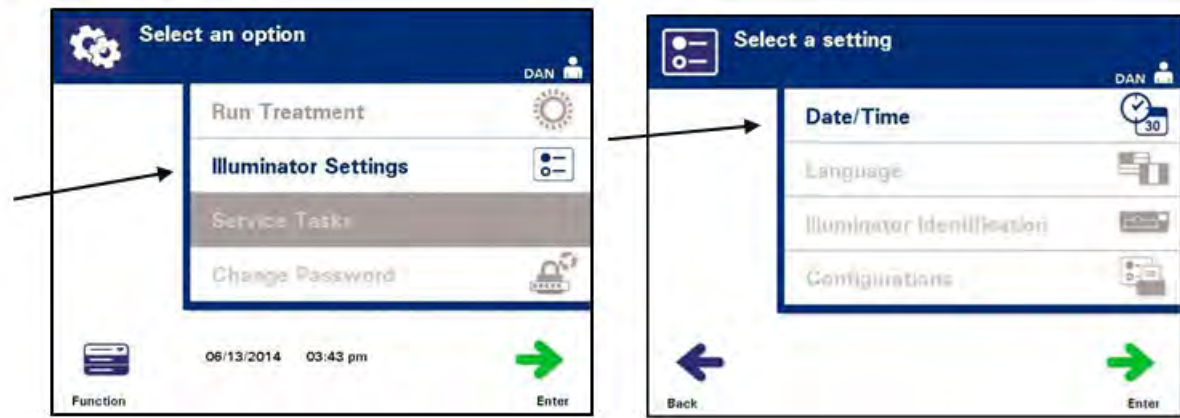 Select an option
DAN
Run Treatment
Illuminator Settings
Service Tasks
Change Password
06/13/2014 03:43 pm
Function
Enter
Select a setting
DAN
Date/Time
30
Language
Illuminator Identification
Configurations
Back
Enter